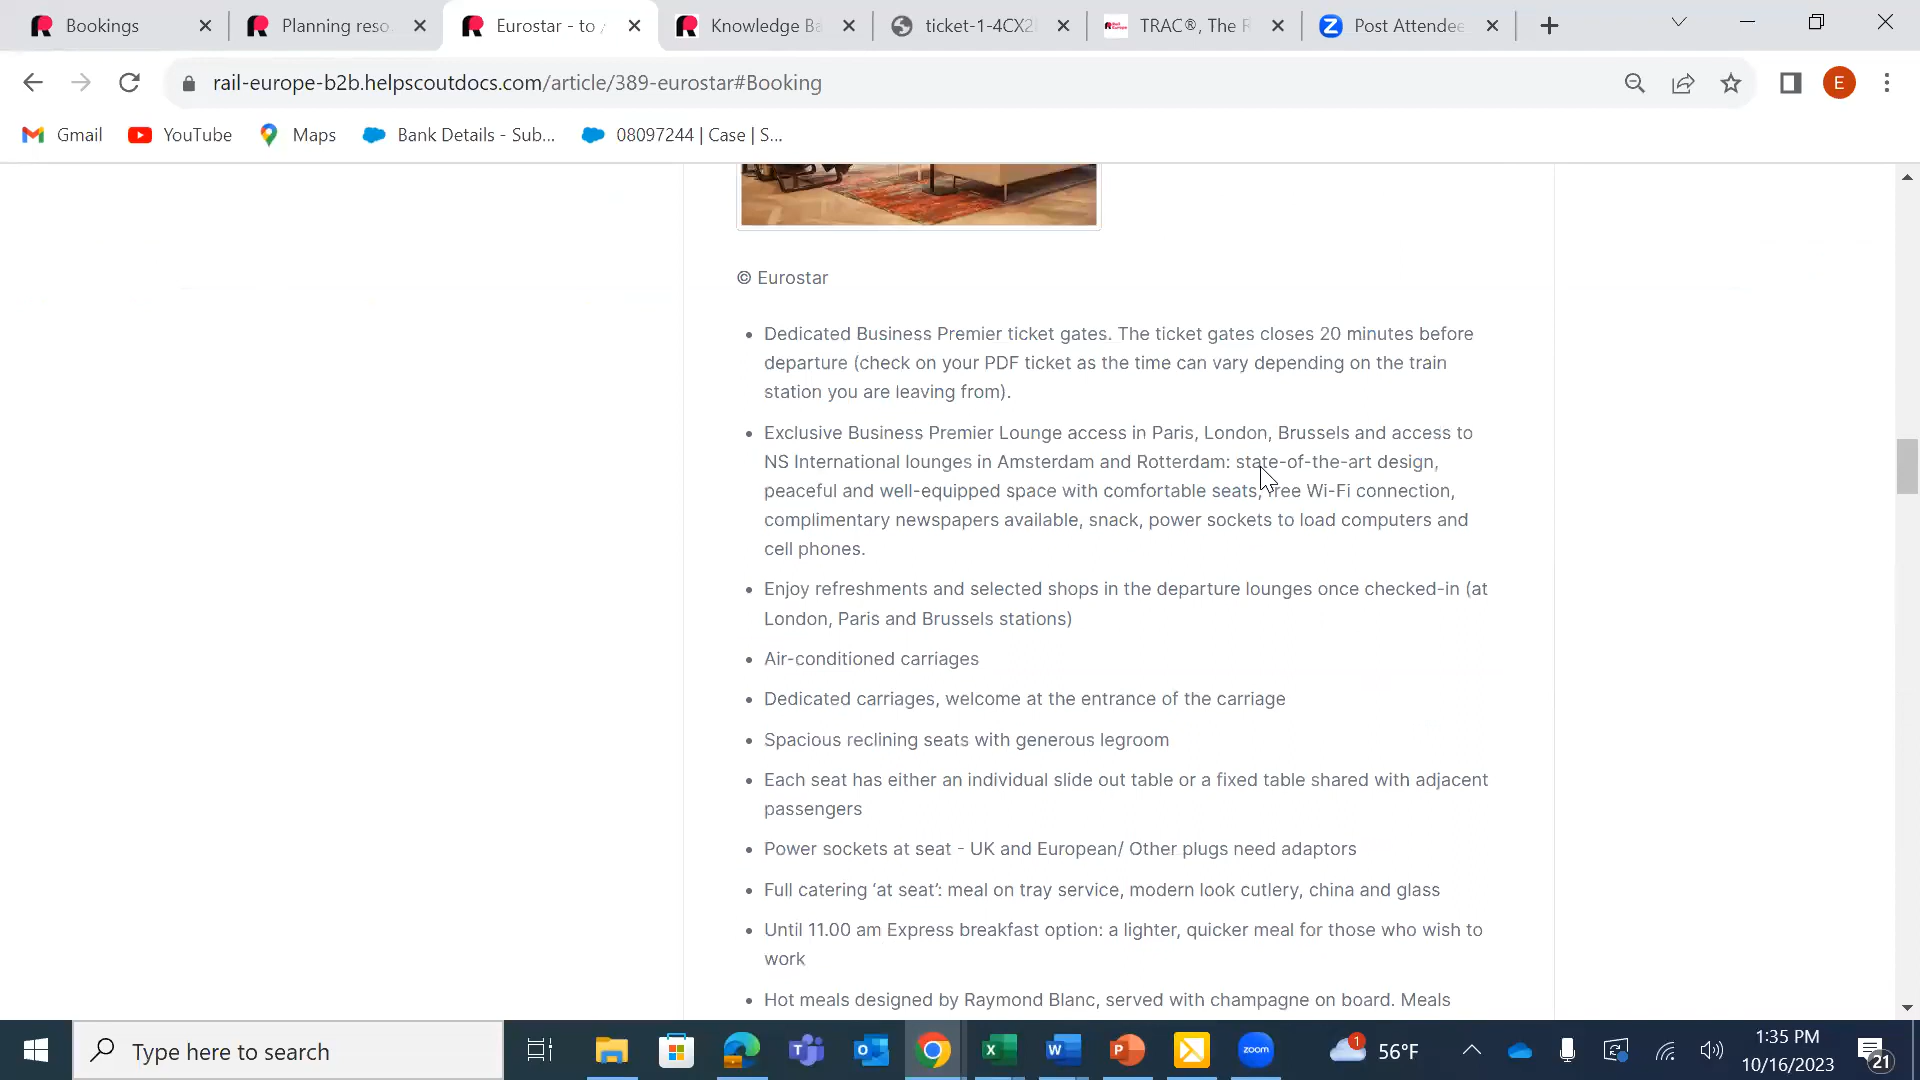 Bookings
Planning reso
Eurostar - to
Knowledge Ba
ticket-1-4CX2
TRAC®, The R
Post Attendee
rail-europe-b2b.helpscoutdocs.com/article/389-eurostar#Booking
E
Gmail
YouTube
Maps
Bank Details - Sub...
08097244 | Case | S...
© Eurostar
• Dedicated Business Premier ticket gates. The ticket gates closes 20 minutes before
departure (check on your PDF ticket as the time can vary depending on the train
station you are leaving from).
• Exclusive Business Premier Lounge access in Paris, London, Brussels and access to
NS International lounges in Amsterdam and Rotterdam: state-of-the-art design,
peaceful and well-equipped space with comfortable seats, free Wi-Fi connection,
complimentary newspapers available, snack, power sockets to load computers and
cell phones.
• Enjoy refreshments and selected shops in the departure lounges once checked-in (at
London, Paris and Brussels stations)
• Air-conditioned carriages
• Dedicated carriages, welcome at the entrance of the carriage
• Spacious reclining seats with generous legroom
• Each seat has either an individual slide out table or a fixed table shared with adjacent
passengers
• Power sockets at seat - UK and European/ Other plugs need adaptors
• Full catering ‘at seat’: meal on tray service, modern look cutlery, china and glass
• Until 11.00 am Express breakfast option: a lighter, quicker meal for those who wish to
work
• Hot meals designed by Raymond Blanc, served with champagne on board. Meals
Type here to search
zoom
1
56°F
1:35 PM
10/16/2023
21